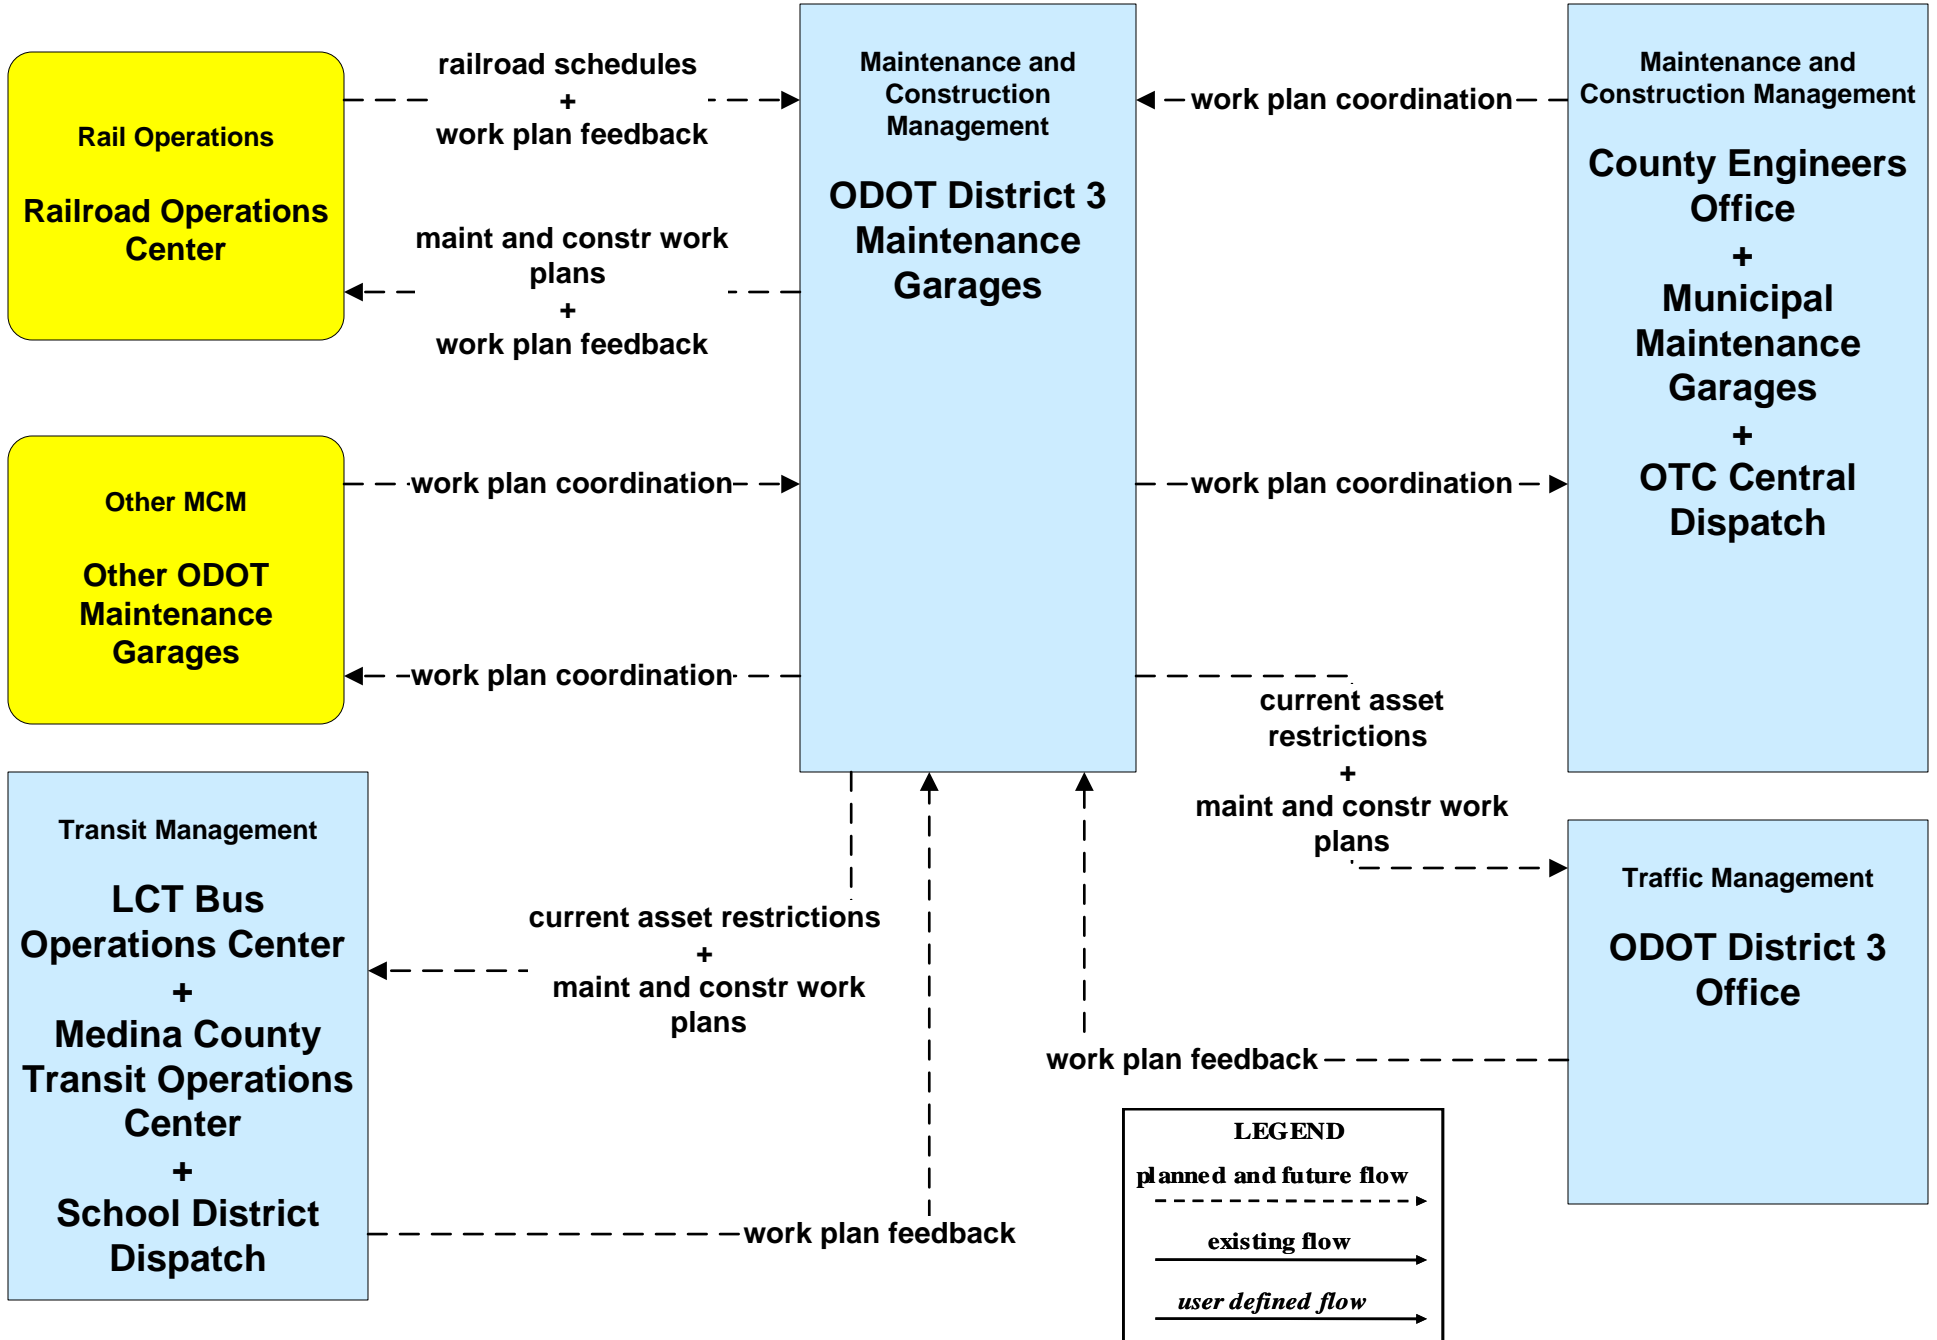 railroad schedules
+
work plan feedback
Rail Operations
Railroad Operations
Center
maint and constr work
plans
+
work plan feedback
Maintenance and
Construction
Management
ODOT District 3
Maintenance
Garages
work plan coordination
Maintenance and
Construction Management
County Engineers
Office
+
Municipal
Maintenance
Garages
+
OTC Central
Dispatch
Other MCM
Other ODOT
Maintenance
Garages
work plan coordination
work plan coordination
work plan coordination
current asset
restrictions
+
maint and constr work
plans
Transit Management
LCT Bus
Operations Center
+
Medina County
Transit Operations
Center
+
School District
Dispatch
current asset restrictions
+
maint and constr work
plans
work plan feedback
Traffic Management
ODOT District 3
Office
work plan feedback
LEGEND
planned and future flow
existing flow
user defined flow